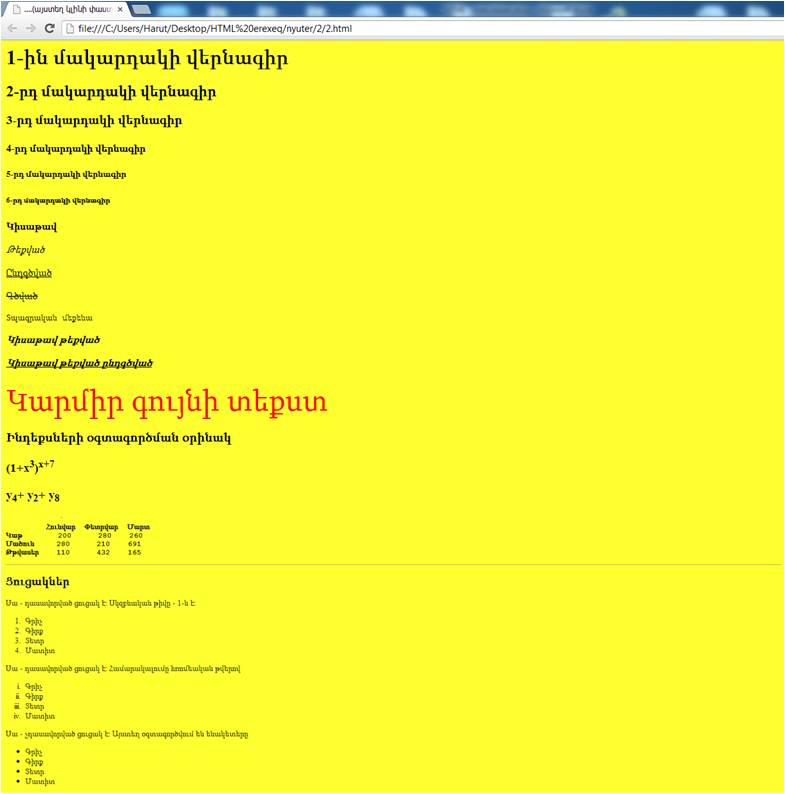 ....(այստեղ կլինի փաստ
file:///C:/Users/Harut/Desktop/HTML%20erexeq/nyuter/2/2.html
1-ին մակարդակի վերնագիր
2-րդ մակարդակի վերնագիր
3-րդ մակարդակի վերնագիր
4-րդ մակարդակի վերնագիր
5-րդ մակարդակի վերնագիր
6-րդ մակարդակի վերնագիր
Կիսաթավ
Թեքված
Ընդգծված
Գծված
Տպագրական մեքենա
Կիսաթավ թեքված
Կիսաթավ թեքված ընդգծված
Կարմիր գույնի տեքստ
Ինդեքսների օգտագործման օրինակ
(1+x³)ˣ⁺⁷
y₄+ y₂+ y₈
Հունվար Փետրվար Մարտ
Կաթ 200 280 260
Մածուն 280 210 691
Թթվասեր 110 432 165
Ցուցակներ
Սա - դասավորված ցուցակ է: Սկզբնական թիվը - 1-ն է:
1. Գրիչ
2. Գիրք
3. Տետր
4. Մատիտ
Սա - դասավորված ցուցակ է: Համարակալումը հռոմեական թվերով
i. Գրիչ
ii. Գիրք
iii. Տետր
iv. Մատիտ
Սա - չդասավորված ցուցակ է: Այստեղ օգտագործվում են ենակետերը
• Գրիչ
• Գիրք
• Տետր
• Մատիտ